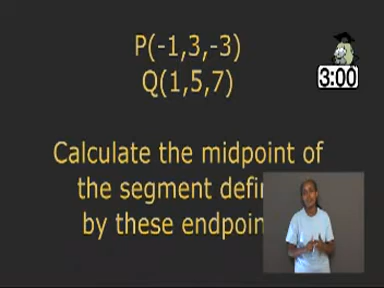 P(-1,3,-3)
Q(1,5,7)
3:00
Calculate the midpoint of
the segment
by these